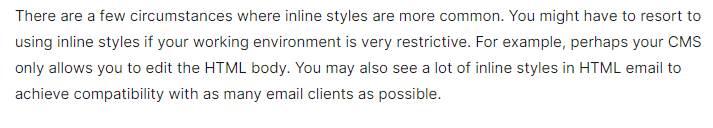 There are a few circumstances where inline styles are more common. You might have to resort to
using inline styles if your working environment is very restrictive. For example, perhaps your CMS
only allows you to edit the HTML body. You may also see a lot of inline styles in HTML email to
achieve compatibility with as many email clients as possible.